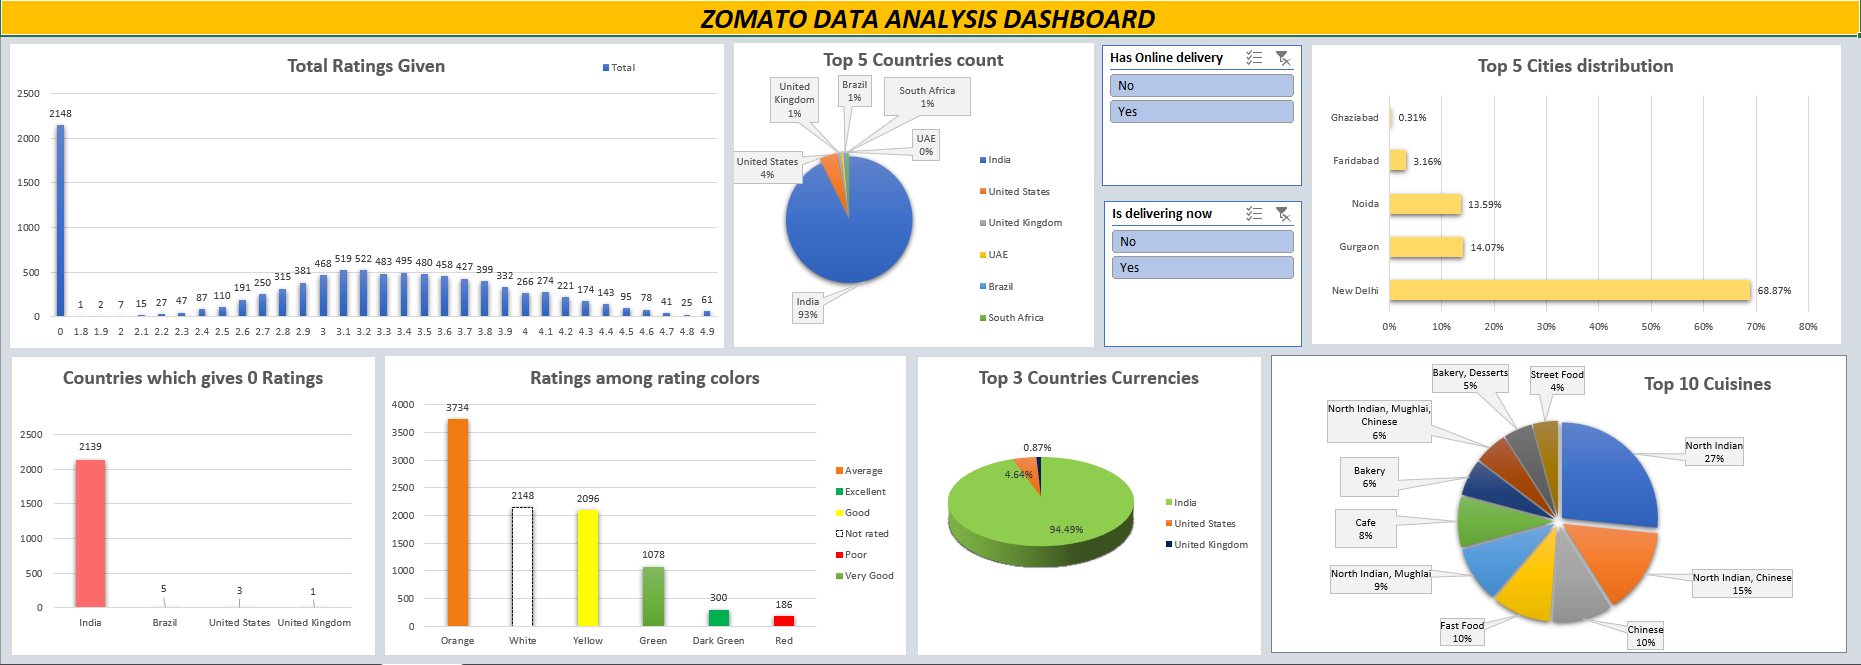 ZOMATO DATA ANALYSIS DASHBOARD
Total Ratings Given
Total
2500
2000
1500
1000
500
0
2148 1 2 7 15 27 47 87 110 191 250 315 381 468 519 522 483 495 480 458 427 399 332 266 274 221 174 143 95 78 41 25 61
0 1.8 1.9 2 2.1 2.2 2.3 2.4 2.5 2.6 2.7 2.8 2.9 3 3.1 3.2 3.3 3.4 3.5 3.6 3.7 3.8 3.9 4 4.1 4.2 4.3 4.4 4.5 4.6 4.7 4.8 4.9
Top 5 Countries count
United
Kingdom
1%
Brazil
1%
South Africa
1%
UAE
0%
United States
4%
India
93%
India
United States
United Kingdom
UAE
Brazil
South Africa
Has Online delivery
No
Yes
Is delivering now
No
Yes
Top 5 Cities distribution
Ghaziabad 0.31%
Faridabad 3.16%
Noida 13.59%
Gurgaon 14.07%
New Delhi 68.87%
0% 10% 20% 30% 40% 50% 60% 70% 80%
Countries which gives 0 Ratings
2500
2000
1500
1000
500
0
2139 5 3 1
India Brazil United States United Kingdom
Ratings among rating colors
4000
3500
3000
2500
2000
1500
1000
500
0
3734 2148 2096 1078 300 186
Orange White Yellow Green Dark Green Red
Average
Excellent
Good
Not rated
Poor
Very Good
Top 3 Countries Currencies
0.87%
4.64%
94.49%
India
United States
United Kingdom
Top 10 Cuisines
Bakery, Desserts
5%
Street Food
4%
North Indian, Mughlai,
Chinese
6%
North Indian
27%
Bakery
6%
Cafe
8%
North Indian, Mughlai
9%
North Indian, Chinese
15%
Fast Food
10%
Chinese
10%